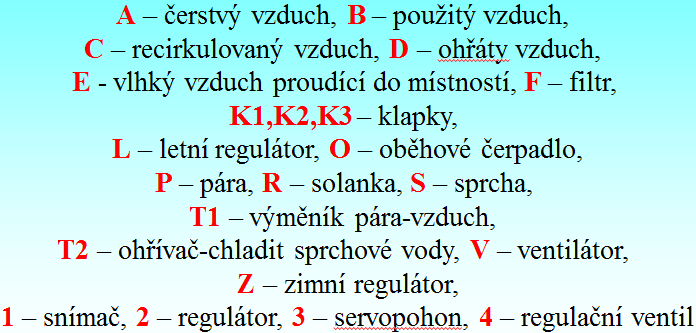 A – čerstvý vzduch, B – použitý vzduch,
C – recirkulovaný vzduch, D – ohřáty vzduch,
E - vlhký vzduch proudící do místností, F – filtr,
K1,K2,K3 – klapky,
L – letní regulátor, O – oběhové čerpadlo,
P – pára, R – solanka, S – sprcha,
T1 – výměník pára-vzduch,
T2 – ohřívač-chladit sprchové vody, V – ventilátor,
Z – zimní regulátor,
1 – snímač, 2 – regulátor, 3 – servopohon, 4 – regulační ventil